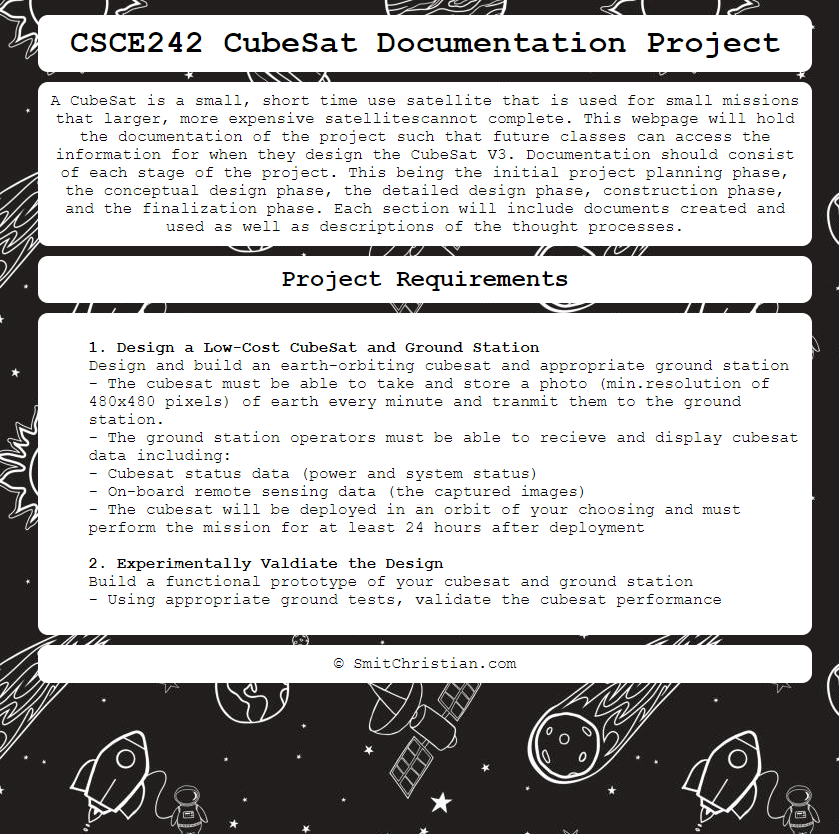 CSCE242 CubeSat Documentation Project
A CubeSat is a small, short time use satellite that is used for small missions
that larger, more expensive satellitescannot complete. This webpage will hold
the documentation of the project such that future classes can access the
information for when they design the CubeSat V3. Documentation should consist
of each stage of the project. This being the initial project planning phase,
the conceptual design phase, the detailed design phase, construction phase,
and the finalization phase. Each section will include documents created and
used as well as descriptions of the thought processes.
Project Requirements
1. Design a Low-Cost CubeSat and Ground Station
Design and build an earth-orbiting cubesat and appropriate ground station
- The cubesat must be able to take and store a photo (min.resolution of
480x480 pixels) of earth every minute and tranmit them to the ground
station.
- The ground station operators must be able to recieve and display cubesat
data including:
- Cubesat status data (power and system status)
- On-board remote sensing data (the captured images)
- The cubesat will be deployed in an orbit of your choosing and must
perform the mission for at least 24 hours after deployment
2. Experimentally Valdiate the Design
Build a functional prototype of your cubesat and ground station
- Using appropriate ground tests, validate the cubesat performance
© SmitChristian.com